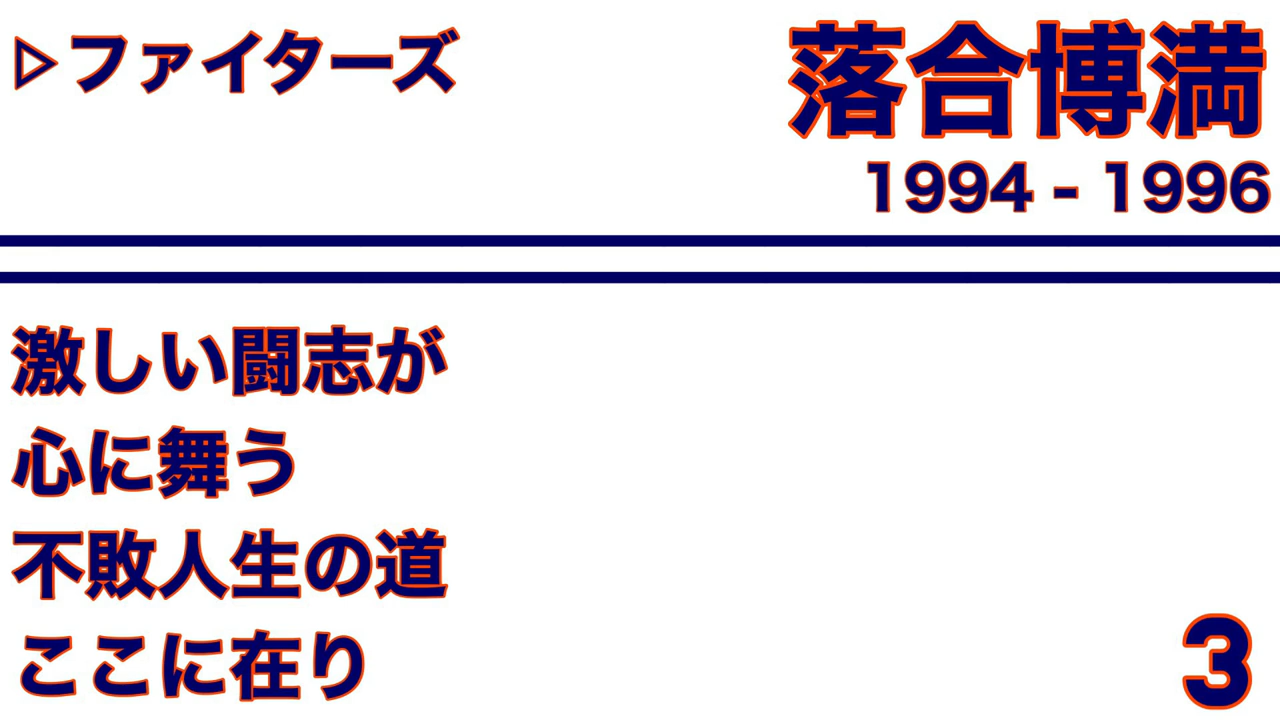 ▷ファイターズ
落合博満
1994 - 1996
激しい闘志が
心に舞う
不敗人生の道
ここに在り
3